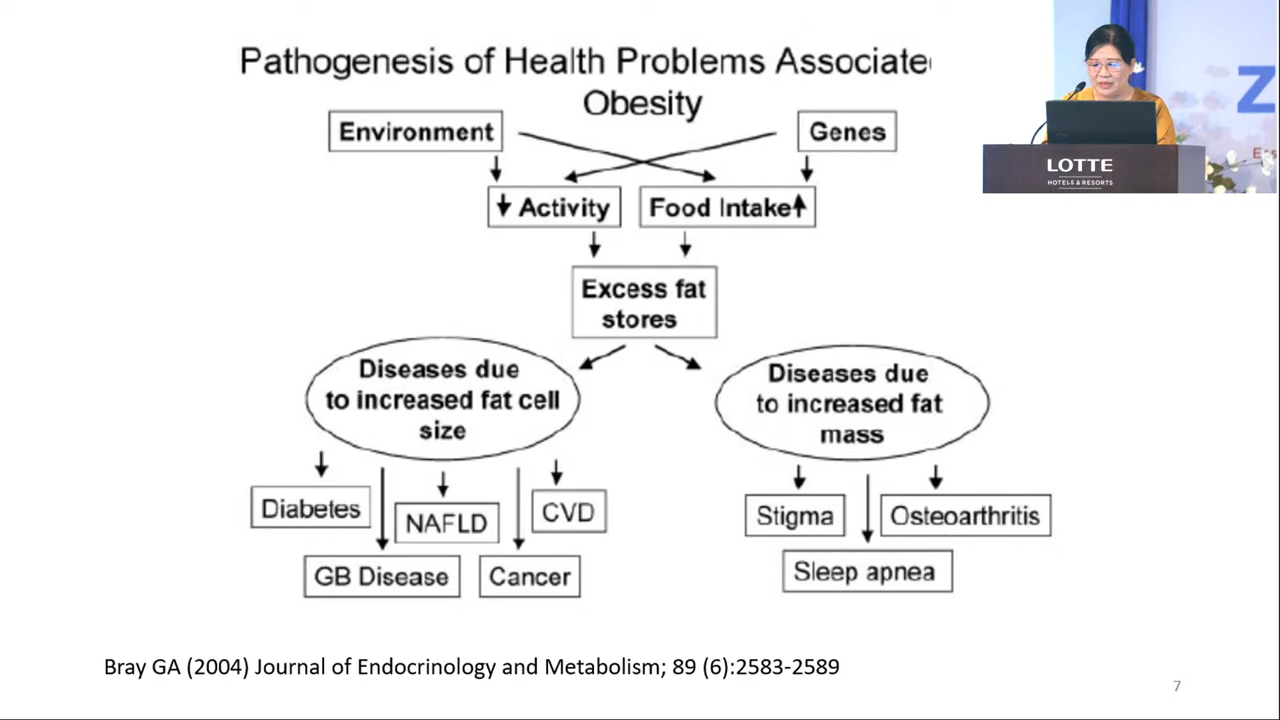 Pathogenesis of Health Problems Associate
Obesity
Environment
Genes
Activity
Food Intake
Excess fat
stores
Diseases due
to increased fat cell
size
Diseases due
to increased fat
mass
Diabetes
NAFLD
CVD
GB Disease
Cancer
Stigma
Osteoarthritis
Sleep apnea
Bray GA (2004) Journal of Endocrinology and Metabolism; 89 (6):2583-2589
7
LOTTE
HOTELS & RESORTS
Z